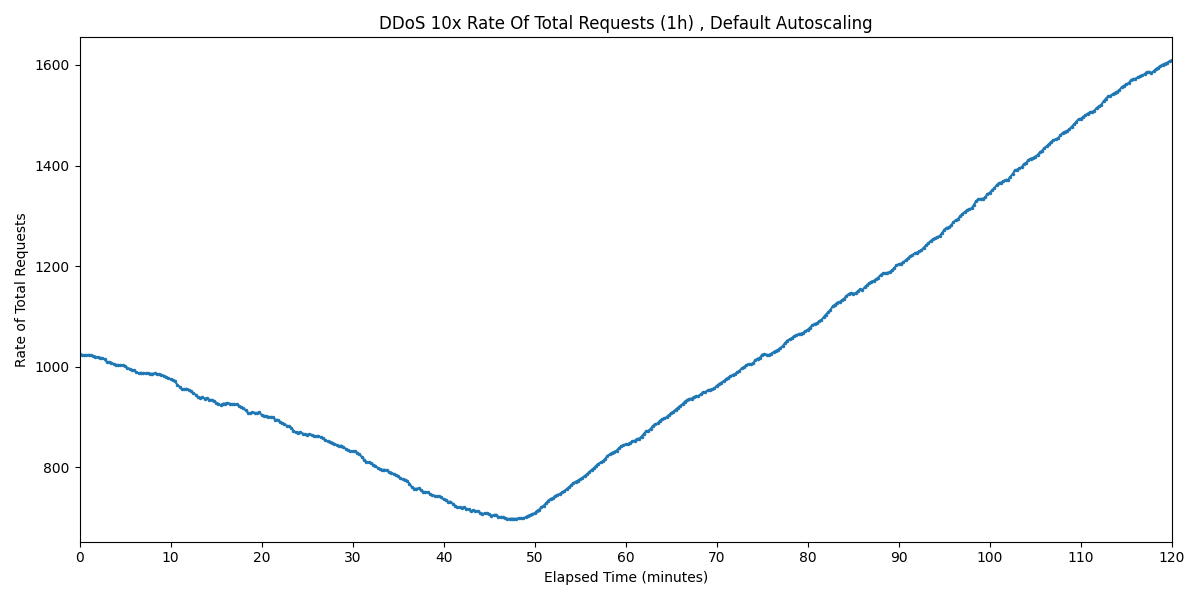 DDoS 10x Rate Of Total Requests (1h) , Default Autoscaling
1600
1400
1200
1000
800
Rate of Total Requests
0 10 20 30 40 50 60 70 80 90 100 110 120
Elapsed Time (minutes)